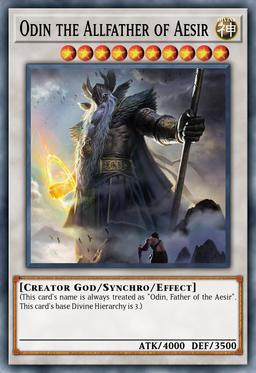 ODIN THE ALLFATHER OF AESIR
神
[CREATOR GOD/SYNCHRO/EFFECT]
(This card's name is always treated as "Odin, Father of the Aesir".
This card's base Divine Hierarchy is 3.)
ATK/4000 DEF/3500